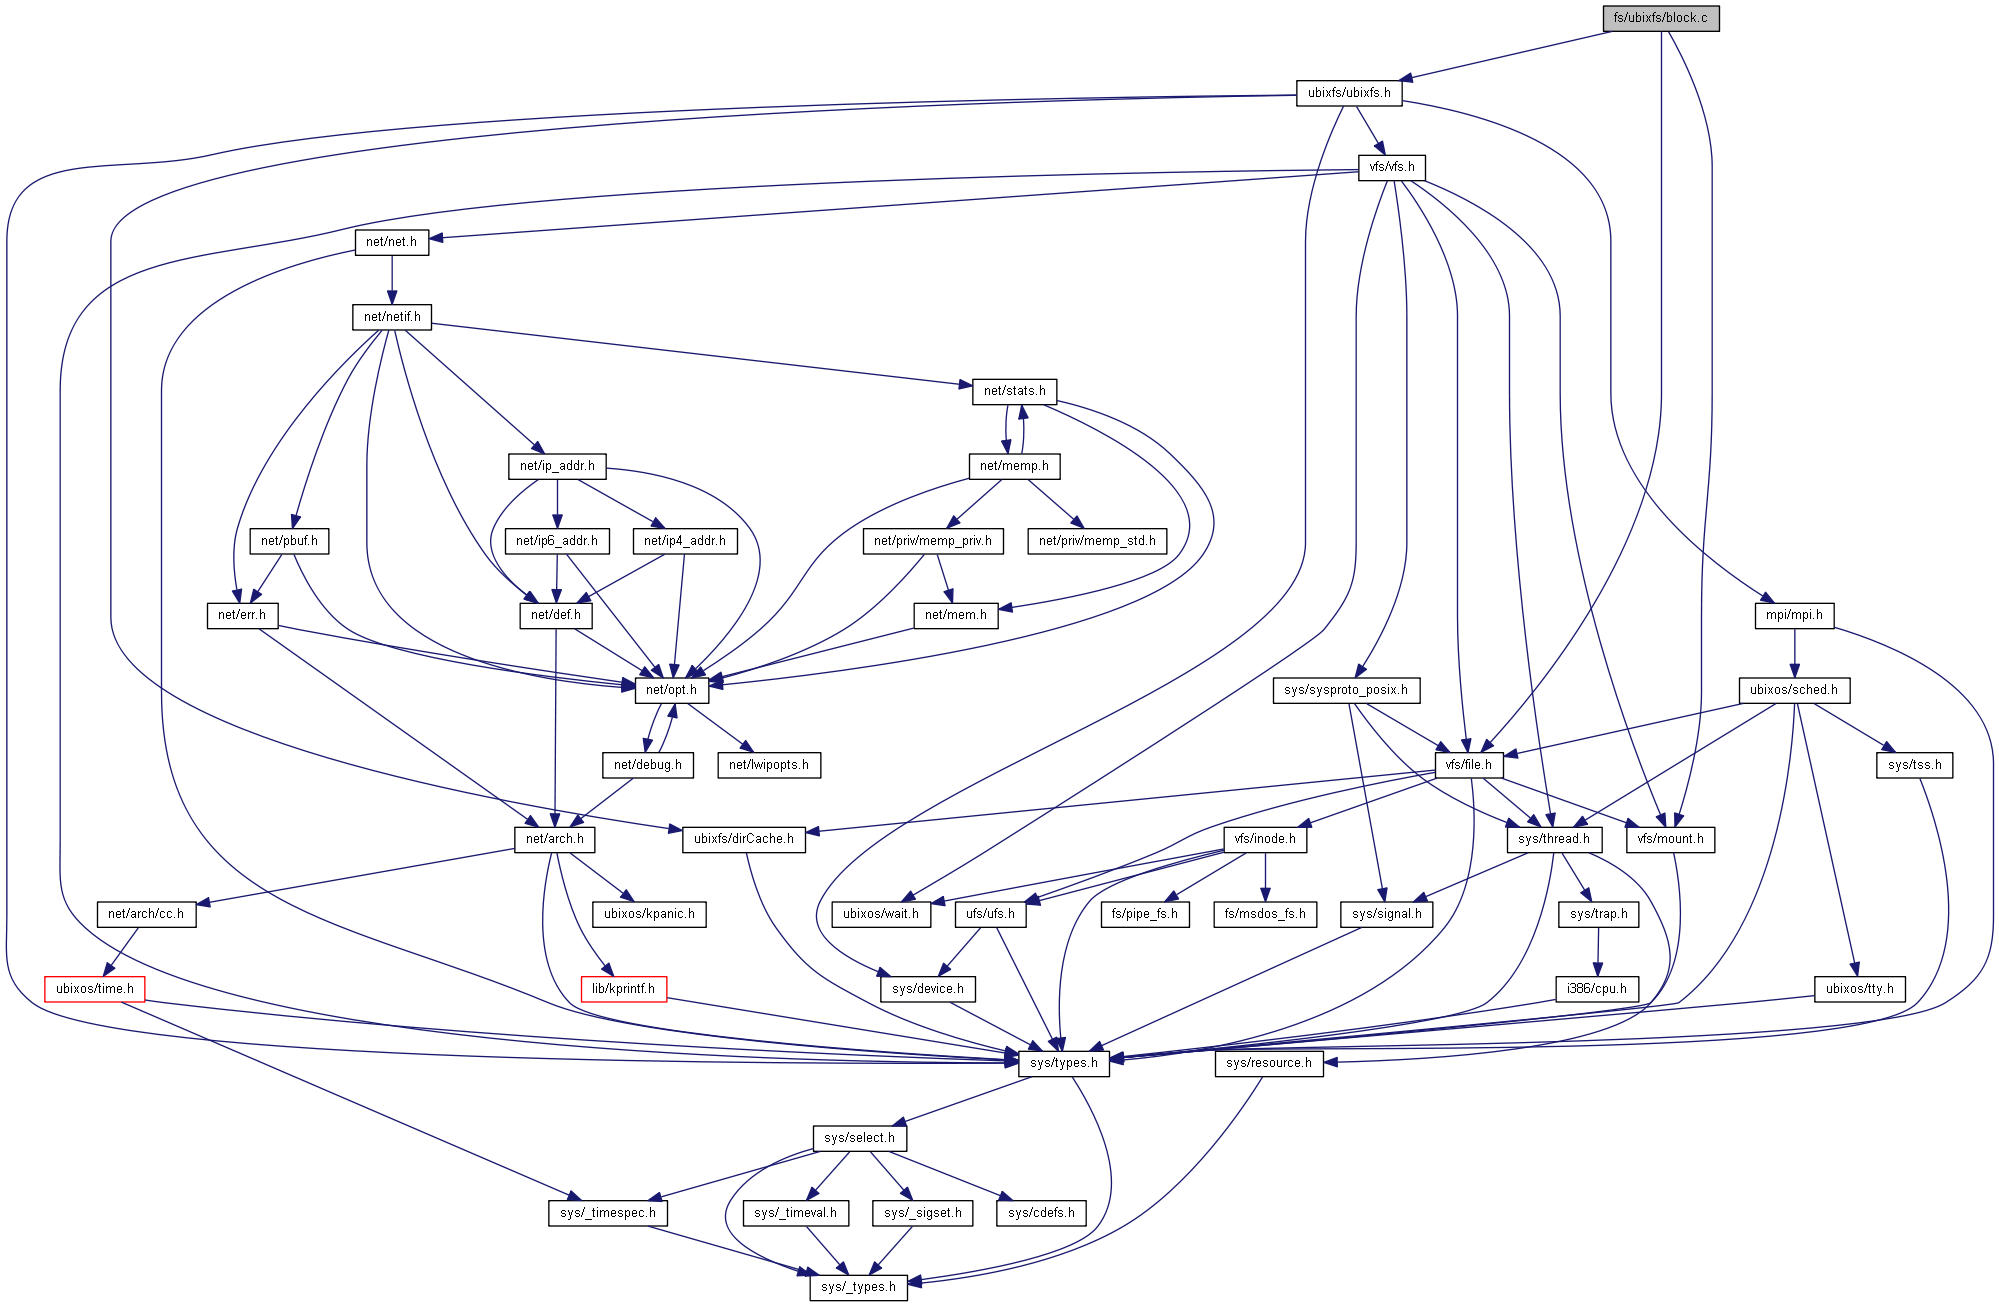 fs/ubixfs/block.c
ubixfs/ubixfs.h
vfs/vfs.h
net/net.h
net/netif.h
net/stats.h
net/ip_addr.h
net/memp.h
net/pbuf.h
net/ip6_addr.h
net/ip4_addr.h
net/priv/memp_priv.h
net/priv/memp_std.h
net/err.h
net/def.h
net/mem.h
mpi/mpi.h
net/opt.h
sys/sysproto_posix.h
ubixos/sched.h
net/debug.h
net/lwipopts.h
vfs/file.h
sys/tss.h
net/arch.h
ubixfs/dirCache.h
vfs/inode.h
sys/thread.h
vfs/mount.h
net/arch/cc.h
ubixos/kpanic.h
ubixos/wait.h
ufs/ufs.h
fs/pipe_fs.h
fs/msdos_fs.h
sys/signal.h
sys/trap.h
ubixos/time.h
lib/kprintf.h
sys/device.h
i386/cpu.h
ubixos/tty.h
sys/types.h
sys/resource.h
sys/select.h
sys/_timespec.h
sys/_timeval.h
sys/_sigset.h
sys/cdefs.h
sys/_types.h